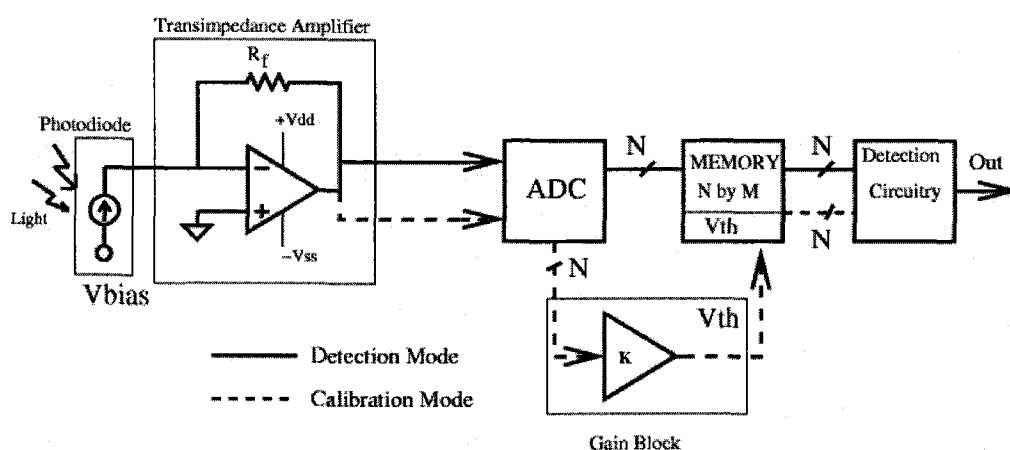 Transimpedance Amplifier
Rf
+Vdd
Photodiode
Light
Vbias
−
+
−Vss
ADC
N
MEMORY
N by M
Vth
N
N
Detection
Circuitry
Out
N
Vth
K
Gain Block
Detection Mode
Calibration Mode